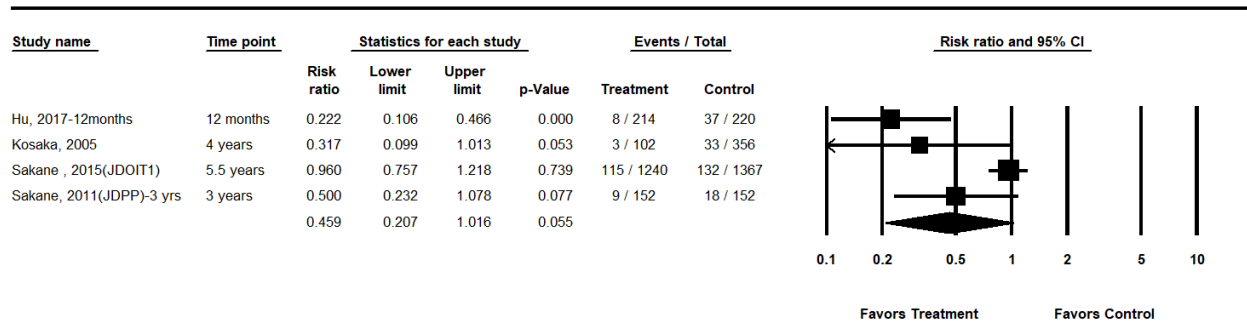 Study name Time point Statistics for each study Events / Total Risk ratio and 95% CI
Risk ratio Lower limit Upper limit p-Value Treatment Control
Hu, 2017-12months 12 months 0.222 0.106 0.466 0.000 8 / 214 37 / 220
Kosaka, 2005 4 years 0.317 0.099 1.013 0.053 3 / 102 33 / 356
Sakane , 2015(JDOIT1) 5.5 years 0.960 0.757 1.218 0.739 115 / 1240 132 / 1367
Sakane, 2011(JDPP)-3 yrs 3 years 0.500 0.232 1.078 0.077 9 / 152 18 / 152
0.459 0.207 1.016 0.055
0.1 0.2 0.5 1 2 5 10
Favors Treatment Favors Control